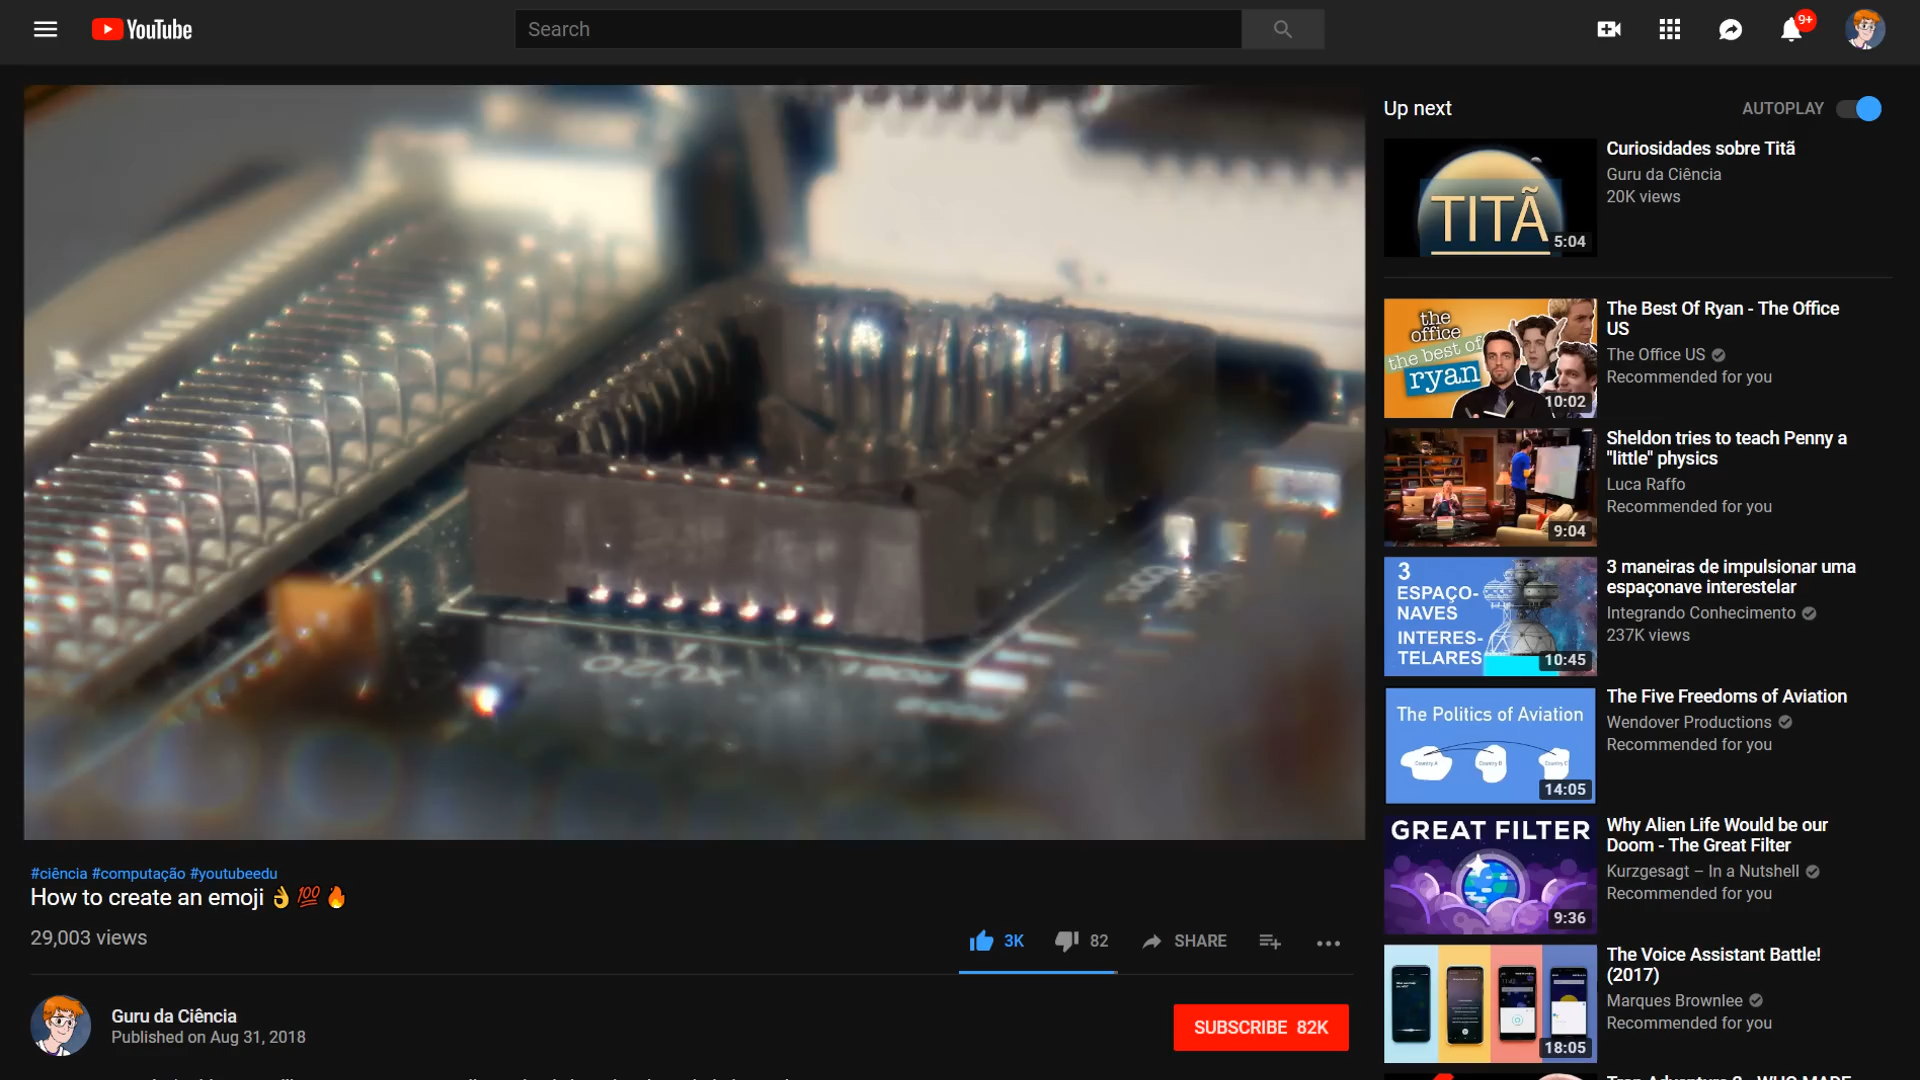 YouTube
Search
9+
XU20
#ciência #computação #youtubeedu
How to create an emoji 👌💯🔥
29,003 views
3K
82
SHARE
Guru da Ciência
Published on Aug 31, 2018
SUBSCRIBE 82K
Up next
AUTOPLAY
TITÃ
5:04
Curiosidades sobre Titã
Guru da Ciência
20K views
the
office
the best of
ryan
10:02
The Best Of Ryan - The Office
US
The Office US
Recommended for you
9:04
Sheldon tries to teach Penny a
"little" physics
Luca Raffo
Recommended for you
3
ESPAÇO-
NAVES
INTERES-
TELARES
10:45
3 maneiras de impulsionar uma
espaçonave interestelar
Integrando Conhecimento
237K views
The Politics of Aviation
Country A
Country B
Country C
14:05
The Five Freedoms of Aviation
Wendover Productions
Recommended for you
GREAT FILTER
9:36
Why Alien Life Would be our
Doom - The Great Filter
Kurzgesagt – In a Nutshell
Recommended for you
18:05
The Voice Assistant Battle!
(2017)
Marques Brownlee
Recommended for you